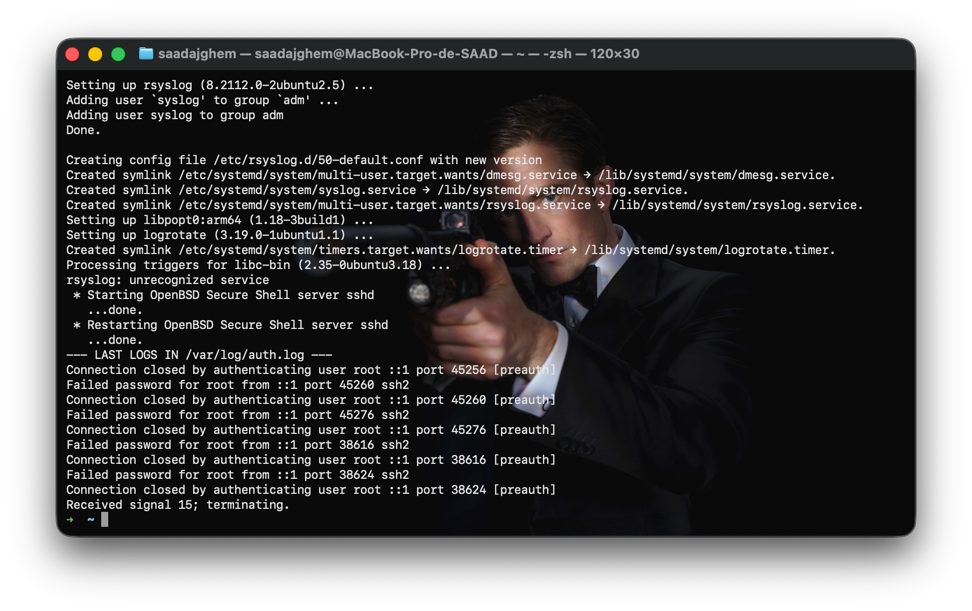 saadajghem — saadajghem@MacBook-Pro-de-SAAD — ~ — -zsh — 120×30
Setting up rsyslog (8.2112.0-2ubuntu2.5) ...
Adding user `syslog' to group `adm' ...
Adding user syslog to group adm
Done.
Creating config file /etc/rsyslog.d/50-default.conf with new version
Created symlink /etc/systemd/system/multi-user.target.wants/dmesg.service → /lib/systemd/system/dmesg.service.
Created symlink /etc/systemd/system/syslog.service → /lib/systemd/system/rsyslog.service.
Created symlink /etc/systemd/system/multi-user.target.wants/rsyslog.service → /lib/systemd/system/rsyslog.service.
Setting up libpopt0:arm64 (1.18-3build1) ...
Setting up logrotate (3.19.0-1ubuntu1.1) ...
Created symlink /etc/systemd/system/timers.target.wants/logrotate.timer → /lib/systemd/system/logrotate.timer.
Processing triggers for libc-bin (2.35-0ubuntu3.18) ...
rsyslog: unrecognized service
 * Starting OpenBSD Secure Shell server sshd
   ...done.
 * Restarting OpenBSD Secure Shell server sshd
   ...done.
--- LAST LOGS IN /var/log/auth.log ---
Connection closed by authenticating user root ::1 port 45256 [preauth]
Failed password for root from ::1 port 45260 ssh2
Connection closed by authenticating user root ::1 port 45260 [preauth]
Failed password for root from ::1 port 45276 ssh2
Connection closed by authenticating user root ::1 port 45276 [preauth]
Failed password for root from ::1 port 38616 ssh2
Connection closed by authenticating user root ::1 port 38616 [preauth]
Failed password for root from ::1 port 38624 ssh2
Connection closed by authenticating user root ::1 port 38624 [preauth]
Received signal 15; terminating.
→ ~